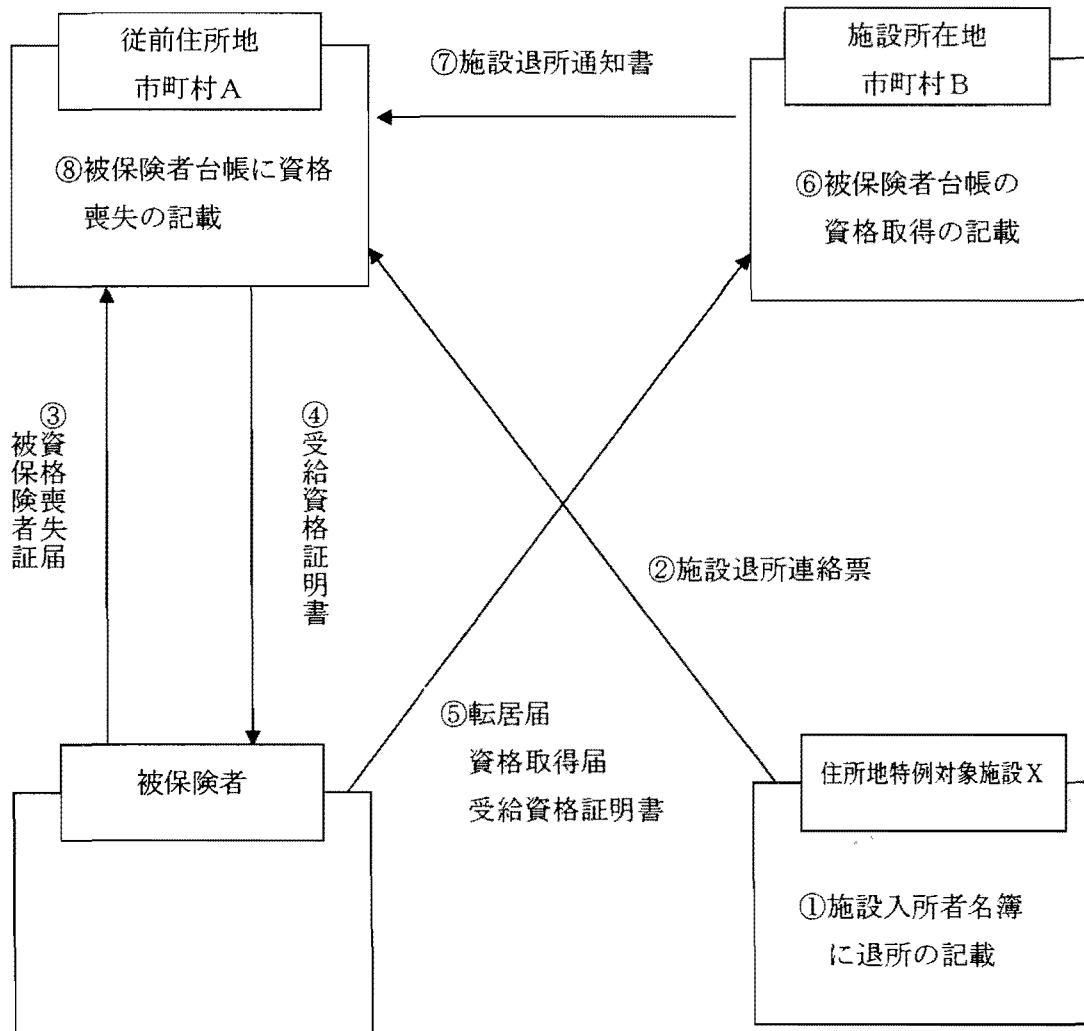 従前住所地
市町村A
⑦施設退所通知書
施設所在地
市町村B
⑧被保険者台帳に資格
喪失の記載
⑥被保険者台帳の
資格取得の記載
③資格喪失届
被保険者証
④受給資格証明書
②施設退所連絡票
⑤転居届
資格取得届
受給資格証明書
被保険者
住所地特例対象施設X
①施設入所者名簿
に退所の記載